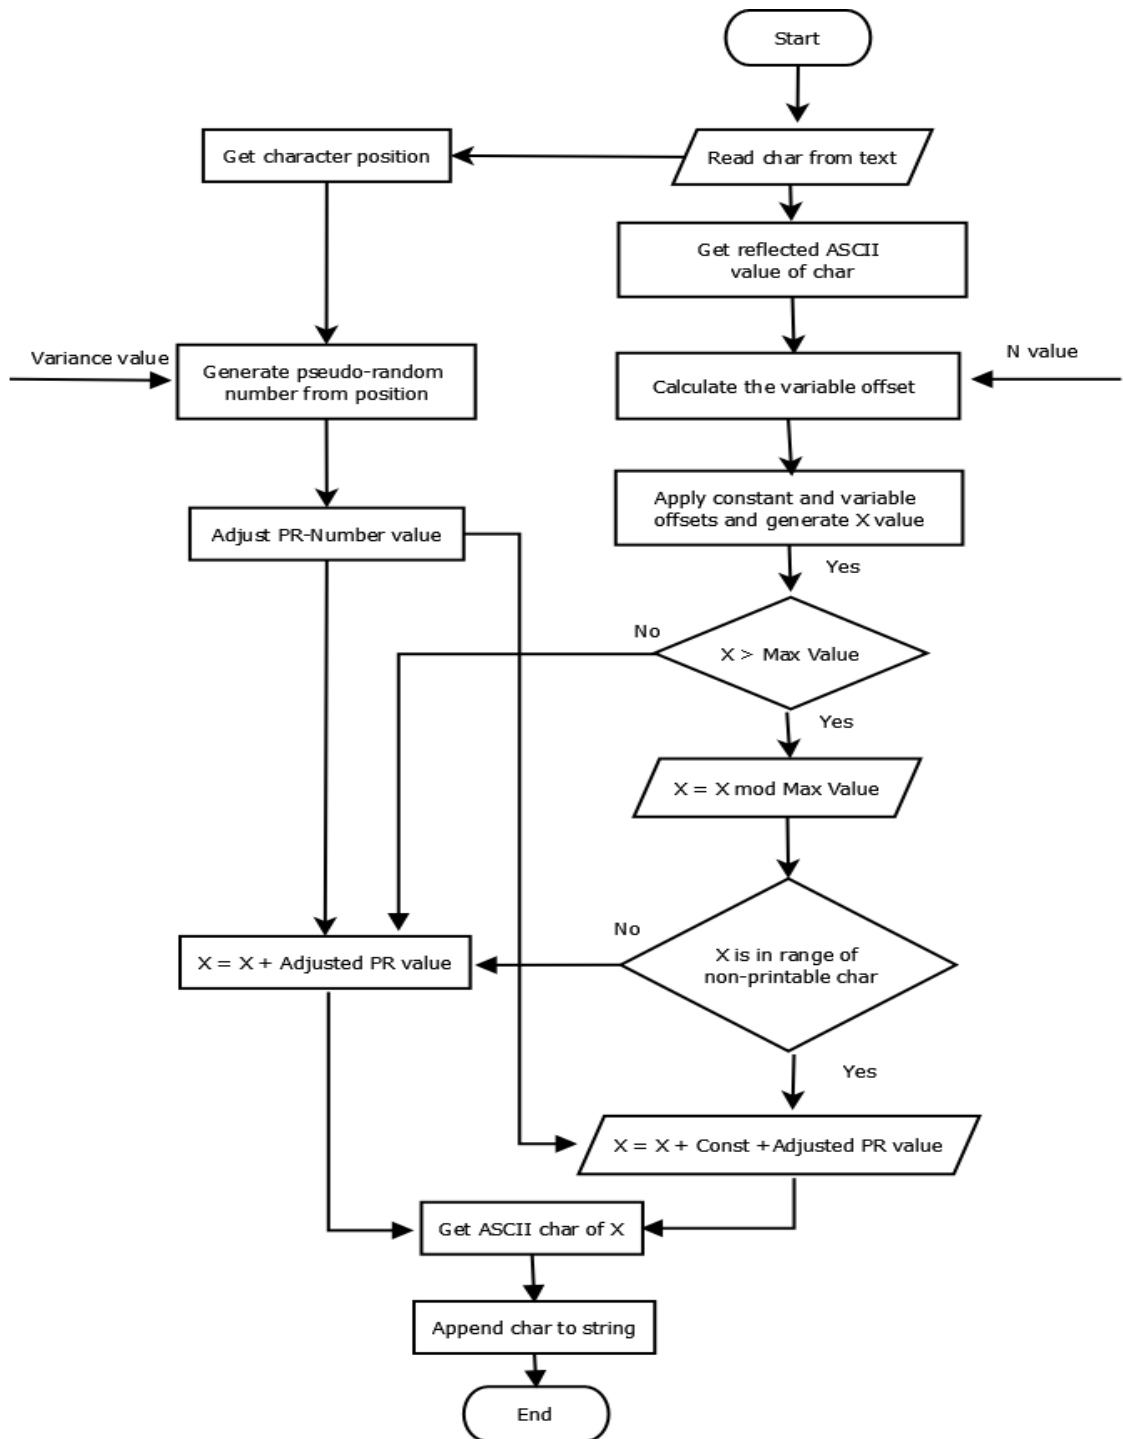 Start
Get character position
Read char from text
Get reflected ASCII
value of char
Variance value
N value
Generate pseudo-random
number from position
Calculate the variable offset
Apply constant and variable
offsets and generate X value
Adjust PR-Number value
Yes
No
X > Max Value
Yes
X = X mod Max Value
No
X is in range of
non-printable char
X = X + Adjusted PR value
Yes
X = X + Const +Adjusted PR value
Get ASCII char of X
Append char to string
End